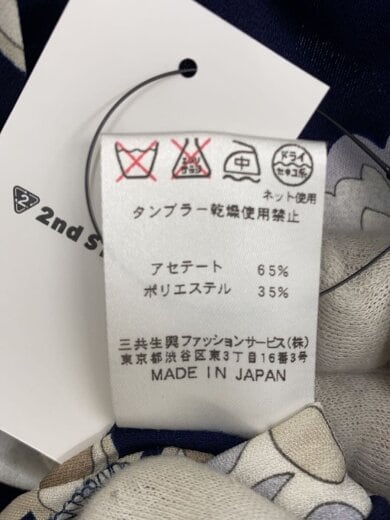 2 2nd S
エンソ
サラシ
中
ドライ
セキユ系
ネット使用
タンブラー乾燥使用禁止
アセテート 65%
ポリエステル 35%
三共生興ファッションサービス(株)
東京都渋谷区東3丁目16番3号
MADE IN JAPAN